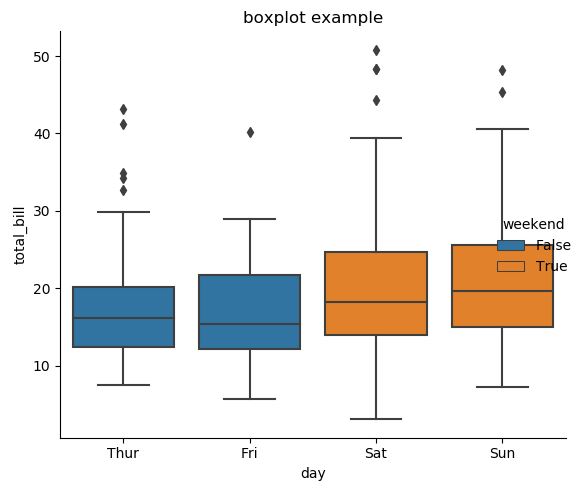 boxplot example
50
40
30
20
10
total_bill
weekend
False
True
Thur Fri Sat Sun
day